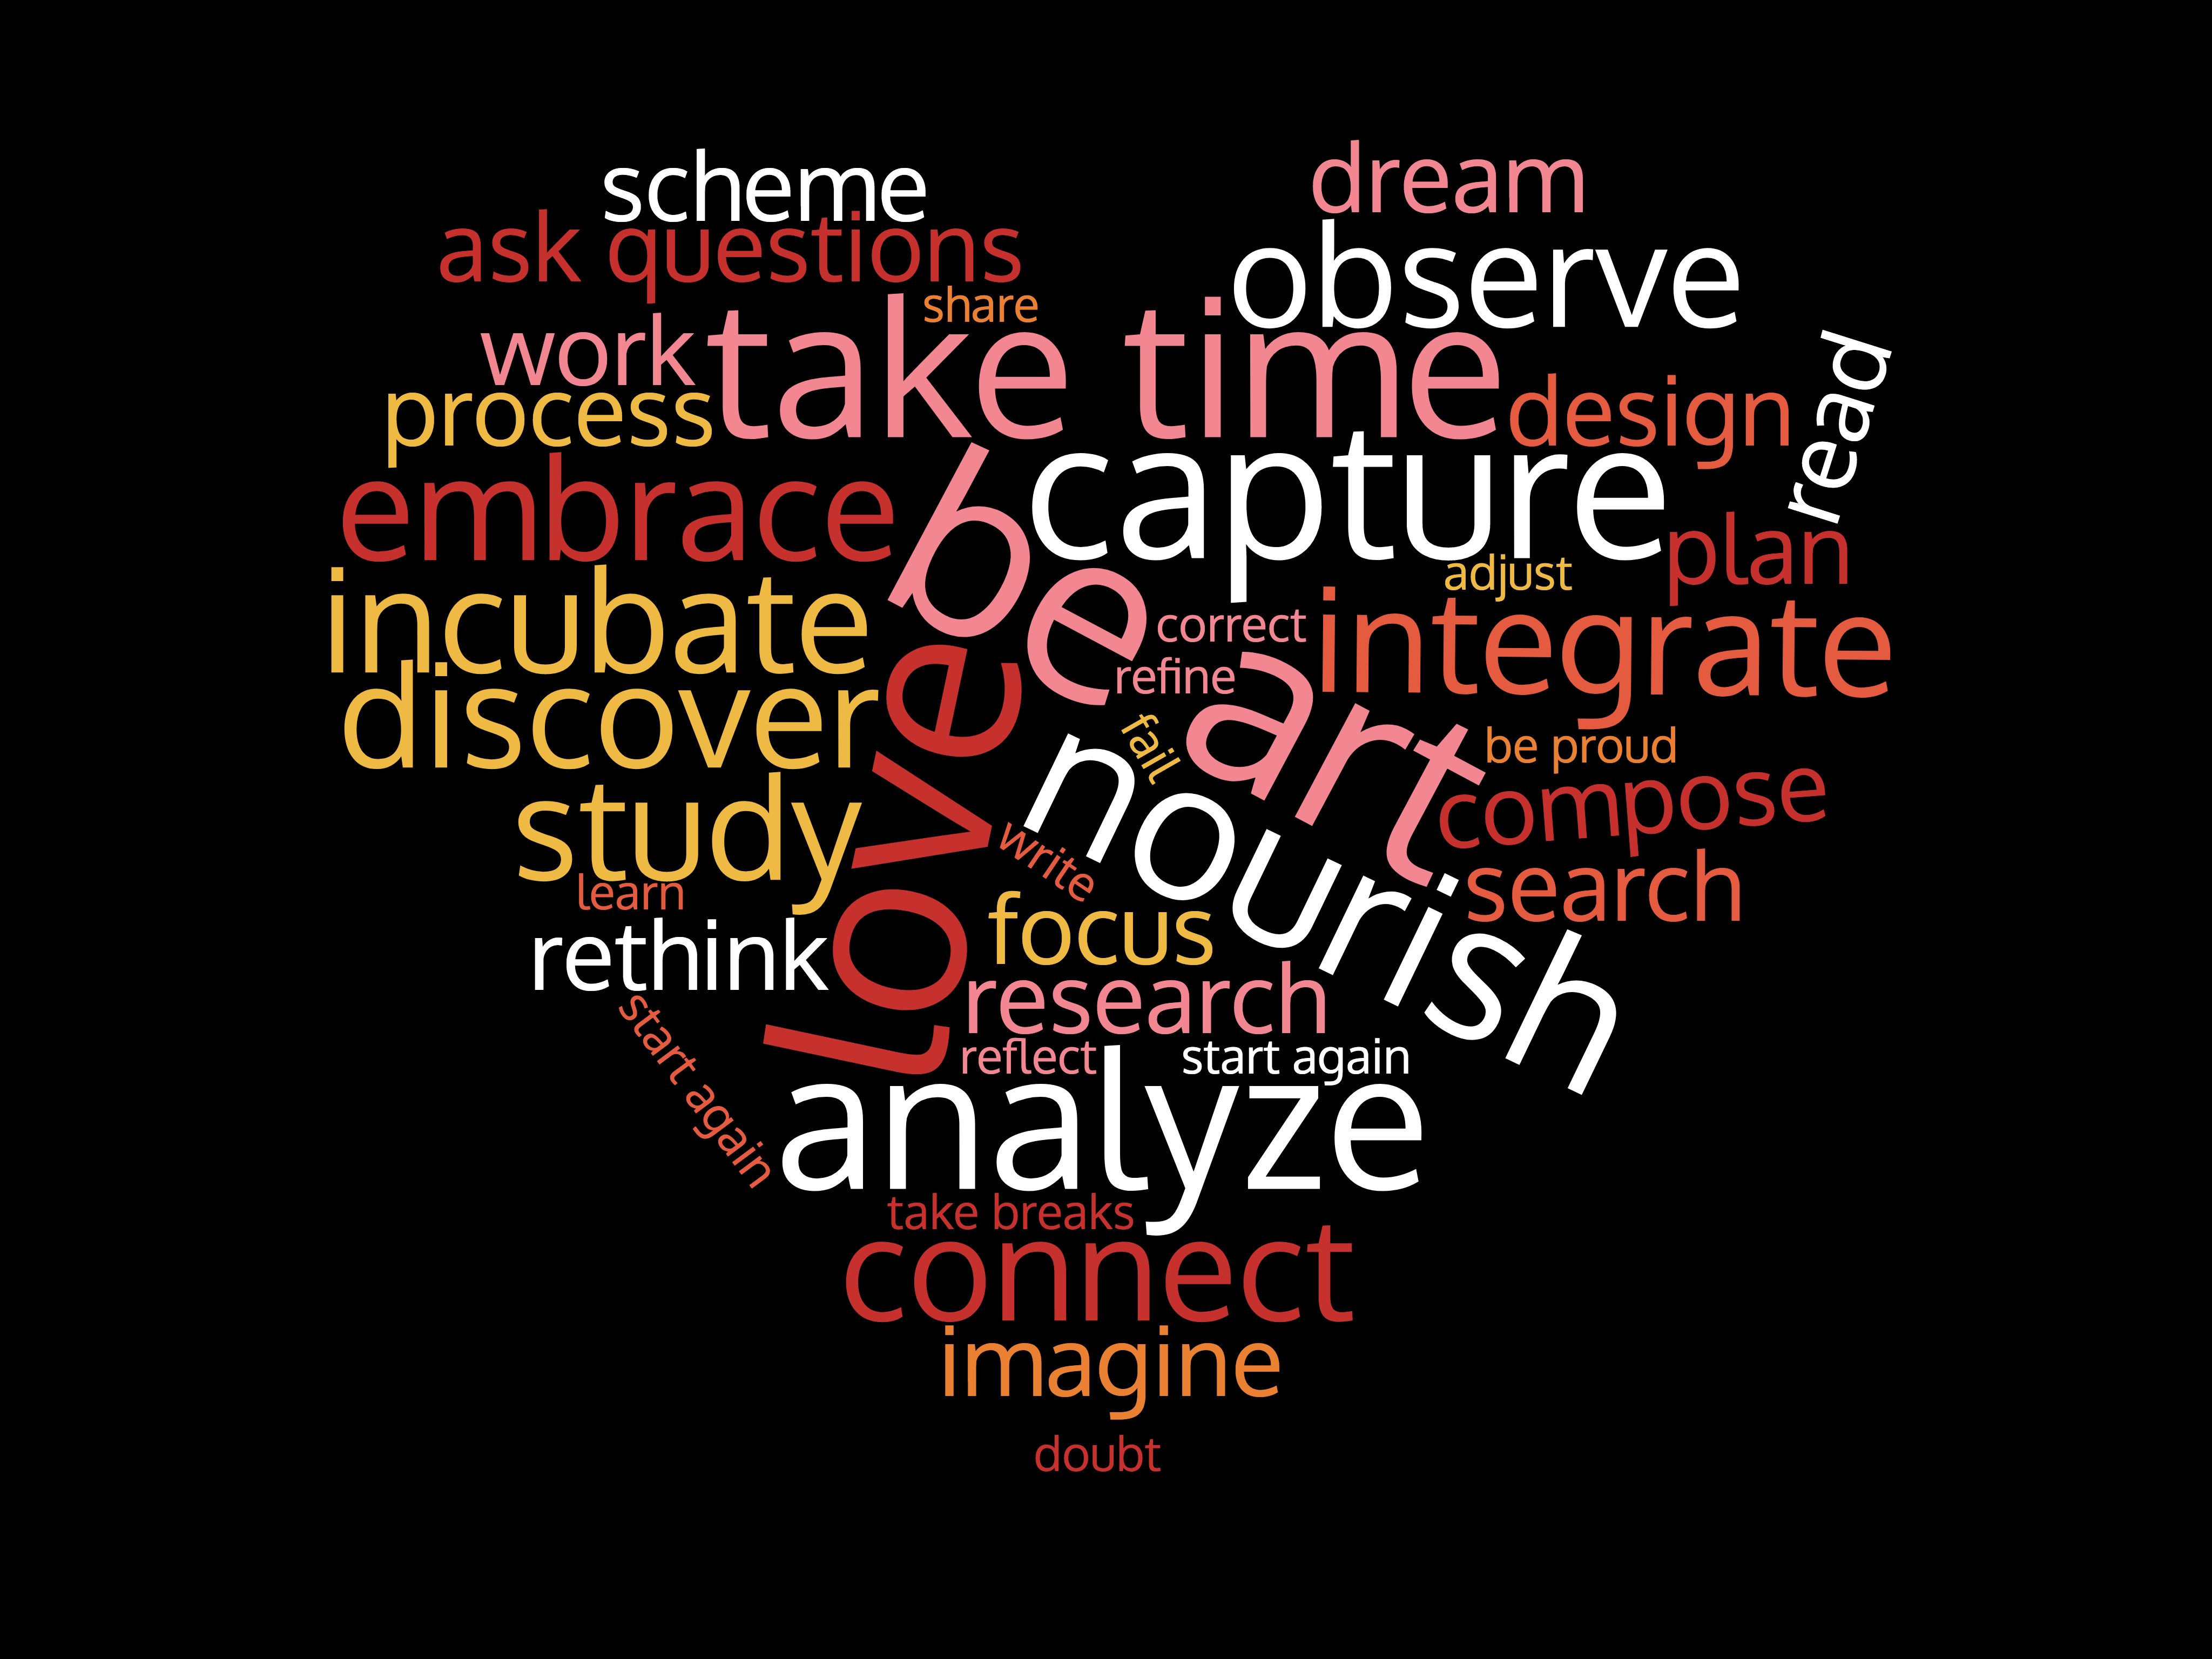 scheme
dream
ask questions
observe
share
work
take time
read
process
design
capture
embrace
be art
plan
adjust
incubate
correct
integrate
refine
discover
love
fail
be proud
nourish
compose
study
write
search
learn
focus
rethink
research
start again
reflect
start again
analyze
take breaks
connect
imagine
doubt